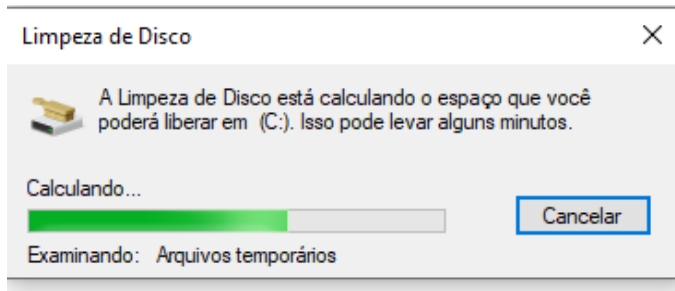 Limpeza de Disco
A Limpeza de Disco está calculando o espaço que você
poderá liberar em  (C:). Isso pode levar alguns minutos.
Calculando...
Cancelar
Examinando:   Arquivos temporários